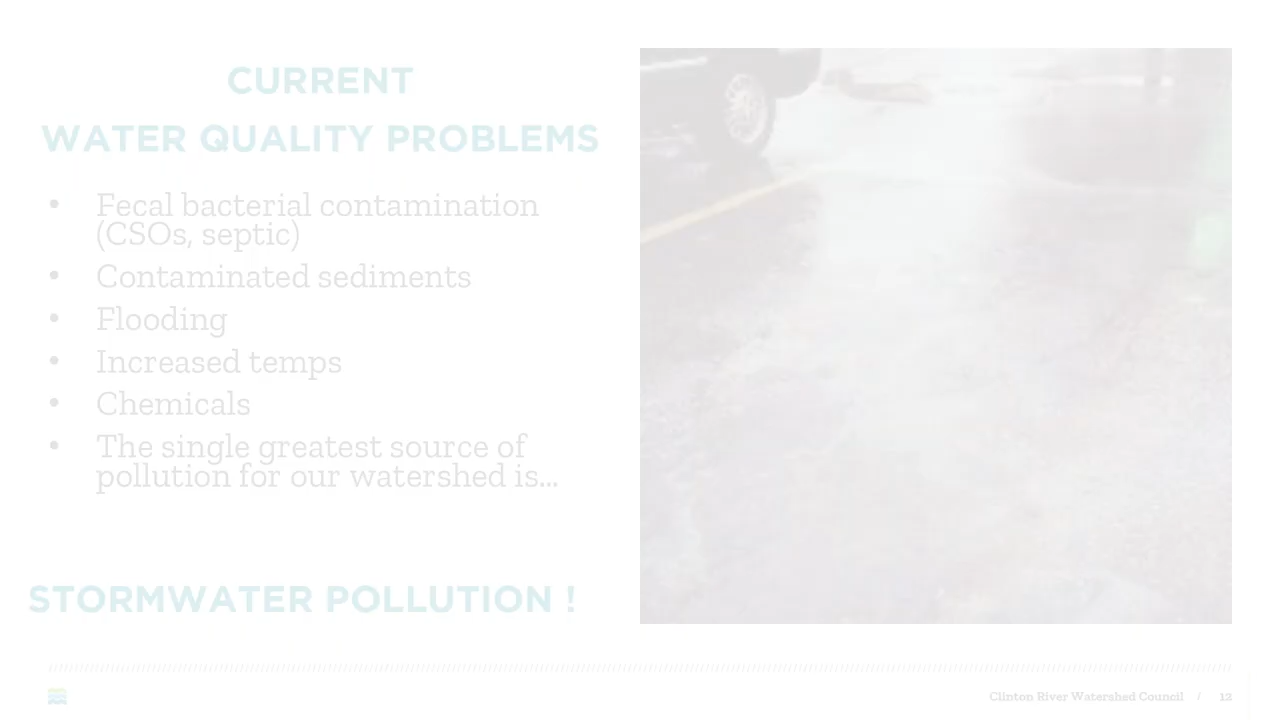 CURRENT
WATER QUALITY PROBLEMS
• Fecal bacterial contamination
(CSOs, septic)
• Contaminated sediments
• Flooding
• Increased temps
• Chemicals
• The single greatest source of
pollution for our watershed is...
STORMWATER POLLUTION !
Clinton River Watershed Council / 12